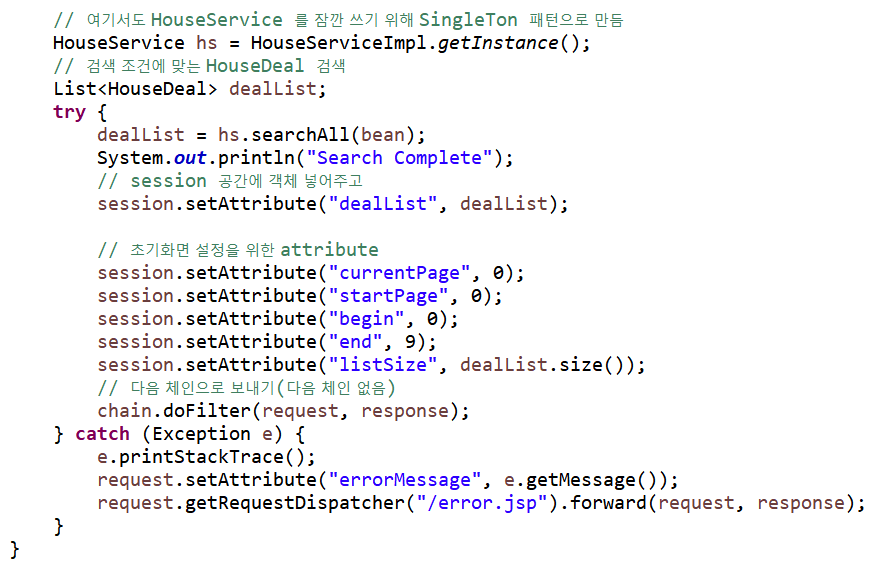 // 여기서도 HouseService 를 잠깐 쓰기 위해 SingleTon 패턴으로 만듬
HouseService hs = HouseServiceImpl.getInstance();
// 검색 조건에 맞는 HouseDeal 검색
List<HouseDeal> dealList;
try {
dealList = hs.searchAll(bean);
System.out.println("Search Complete");
// session 공간에 객체 넣어주고
session.setAttribute("dealList", dealList);
// 초기화면 설정을 위한 attribute
session.setAttribute("currentPage", 0);
session.setAttribute("startPage", 0);
session.setAttribute("begin", 0);
session.setAttribute("end", 9);
session.setAttribute("listSize", dealList.size());
// 다음 체인으로 보내기(다음 체인 없음)
chain.doFilter(request, response);
} catch (Exception e) {
e.printStackTrace();
request.setAttribute("errorMessage", e.getMessage());
request.getRequestDispatcher("/error.jsp").forward(request, response);
}
}